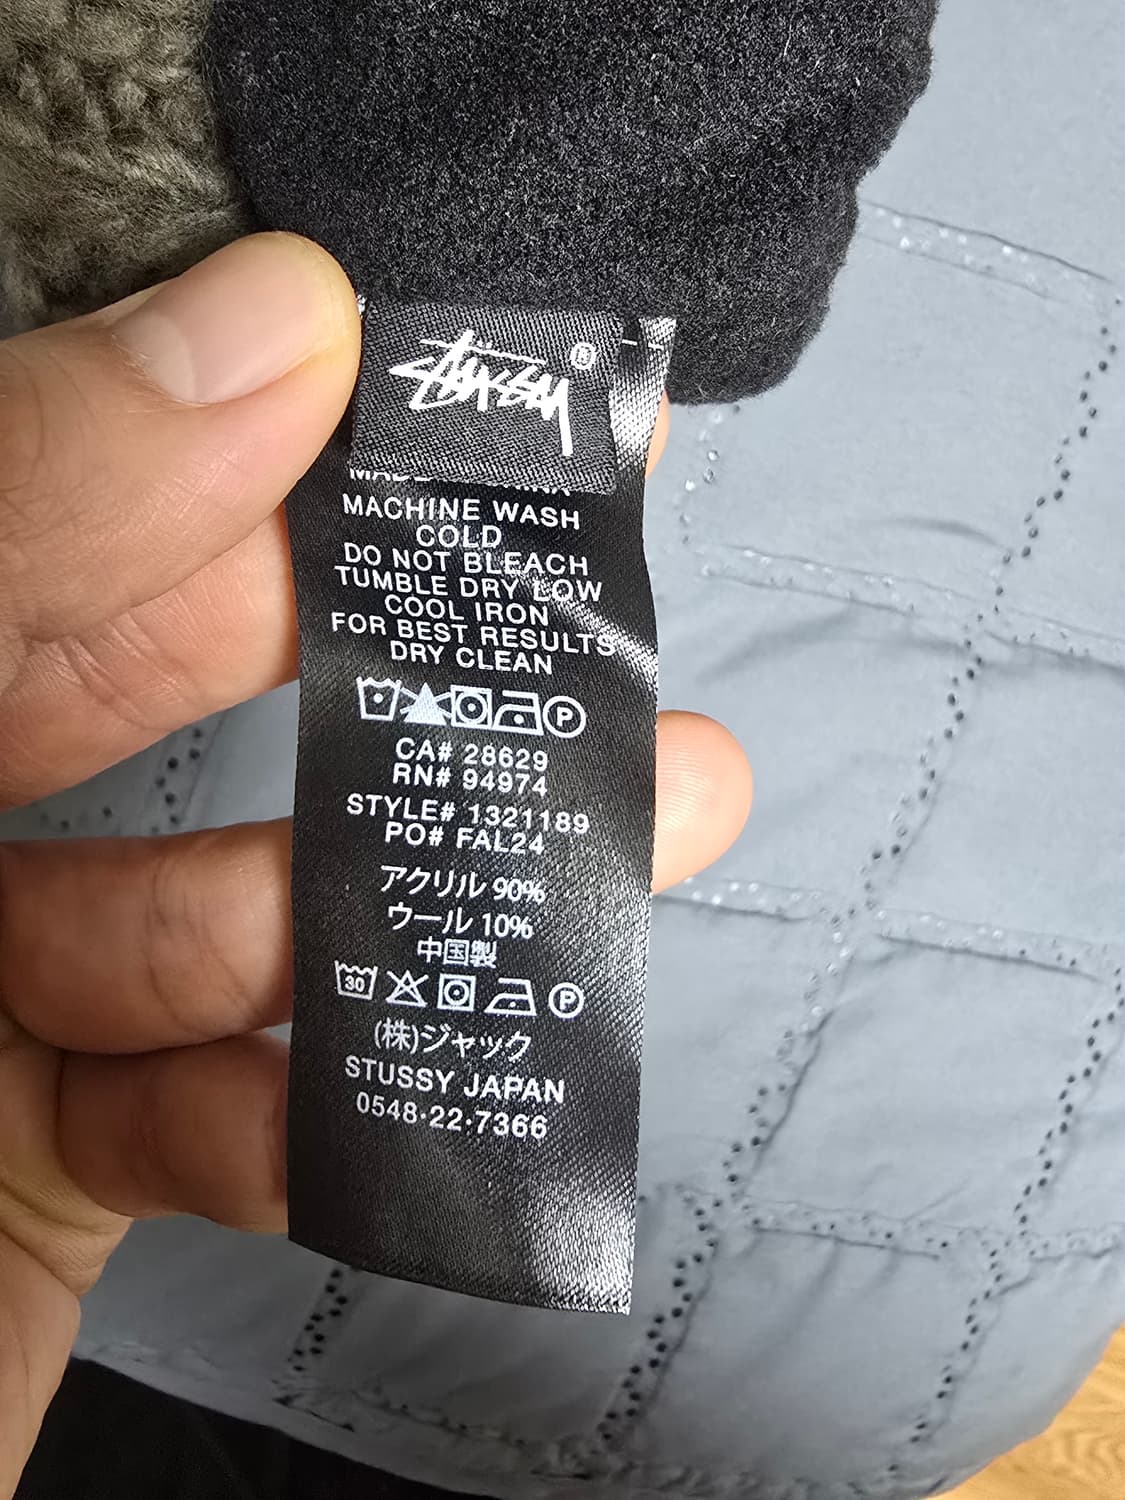 STÜSSY ®
MACHINE WASH
COLD
DO NOT BLEACH
TUMBLE DRY LOW
COOL IRON
FOR BEST RESULTS
DRY CLEAN
P
CA# 28629
RN# 94974
STYLE# 1321189
PO# FAL24
アクリル 90%
ウール 10%
中国製
30 P
(株)ジャック
STUSSY JAPAN
0548·22·7366